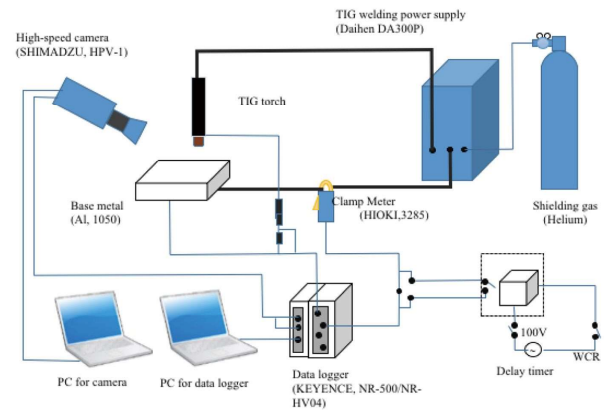 TIG welding power supply
(Daihen DA300P)
High-speed camera
(SHIMADZU, HPV-1)
TIG torch
Base metal
(Al, 1050)
Clamp Meter
(HIOKI,3285)
Shielding gas
(Helium)
100V
~
WCR
Delay timer
PC for camera
PC for data logger
Data logger
(KEYENCE, NR-500/NR-
HV04)